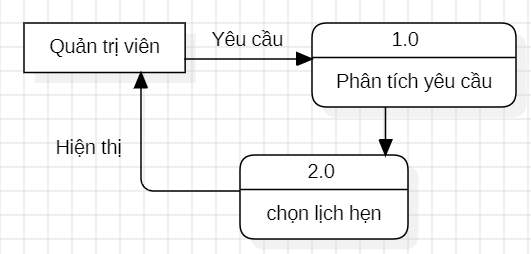 Quản trị viên
Yêu cầu
1.0
Phân tích yêu cầu
Hiện thị
2.0
chọn lịch hẹn